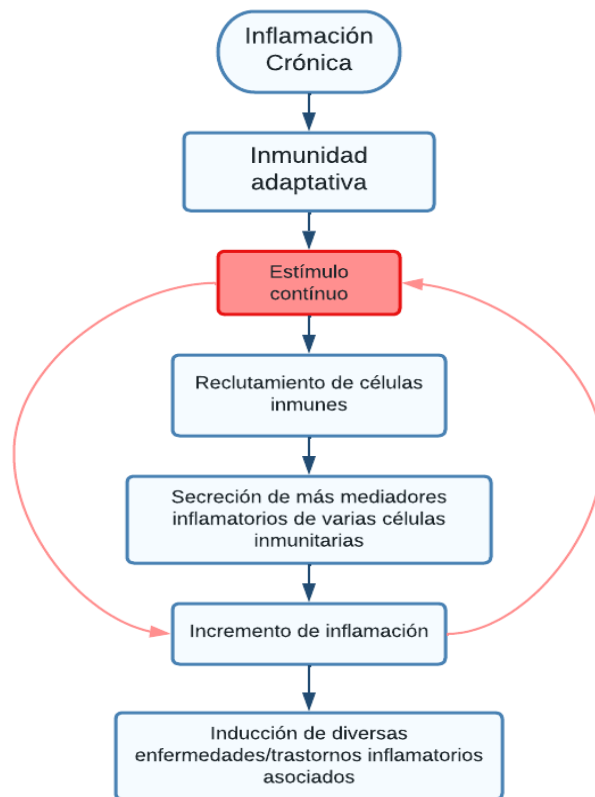 Inflamación
Crónica
Inmunidad
adaptativa
Estímulo
contínuo
Reclutamiento de células
inmunes
Secreción de más mediadores
inflamatorios de varias células
inmunitarias
Incremento de inflamación
Inducción de diversas
enfermedades/trastornos inflamatorios
asociados